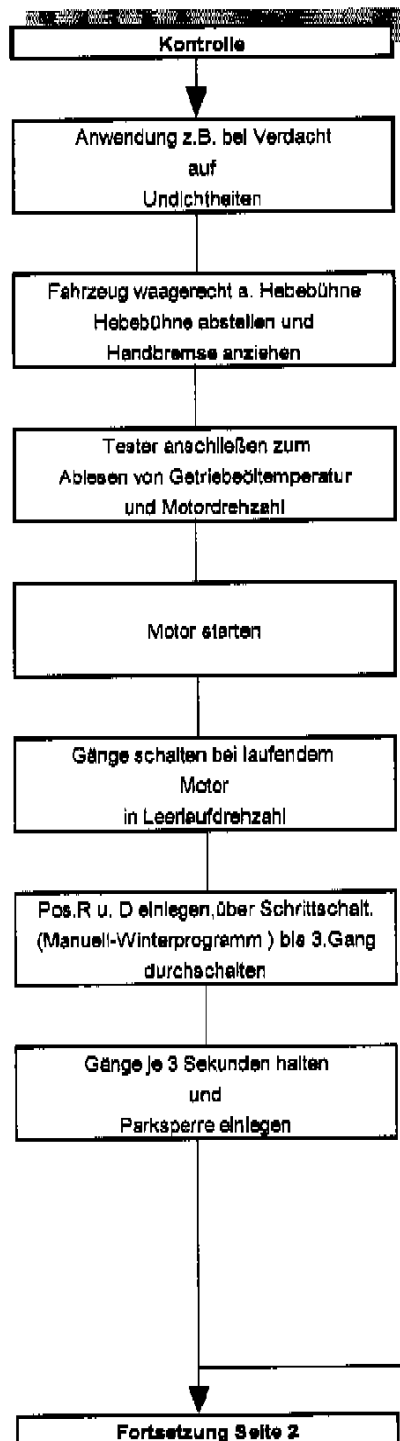 Kontrolle
Anwendung z.B. bei Verdacht
auf
Undichtheiten
Fahrzeug waagerecht a. Hebebühne
Hebebühne abstellen und
Handbremse anziehen
Tester anschließen zum
Ablesen von Getriebeöltemperatur
und Motordrehzahl
Motor starten
Gänge schalten bei laufendem
Motor
in Leerlaufdrehzahl
Pos.R u. D einlegen,über Schrittschalt.
(Manuell-Winterprogramm ) bis 3.Gang
durchschalten
Gänge je 3 Sekunden halten
und
Parksperre einlegen
Fortsetzung Seite 2